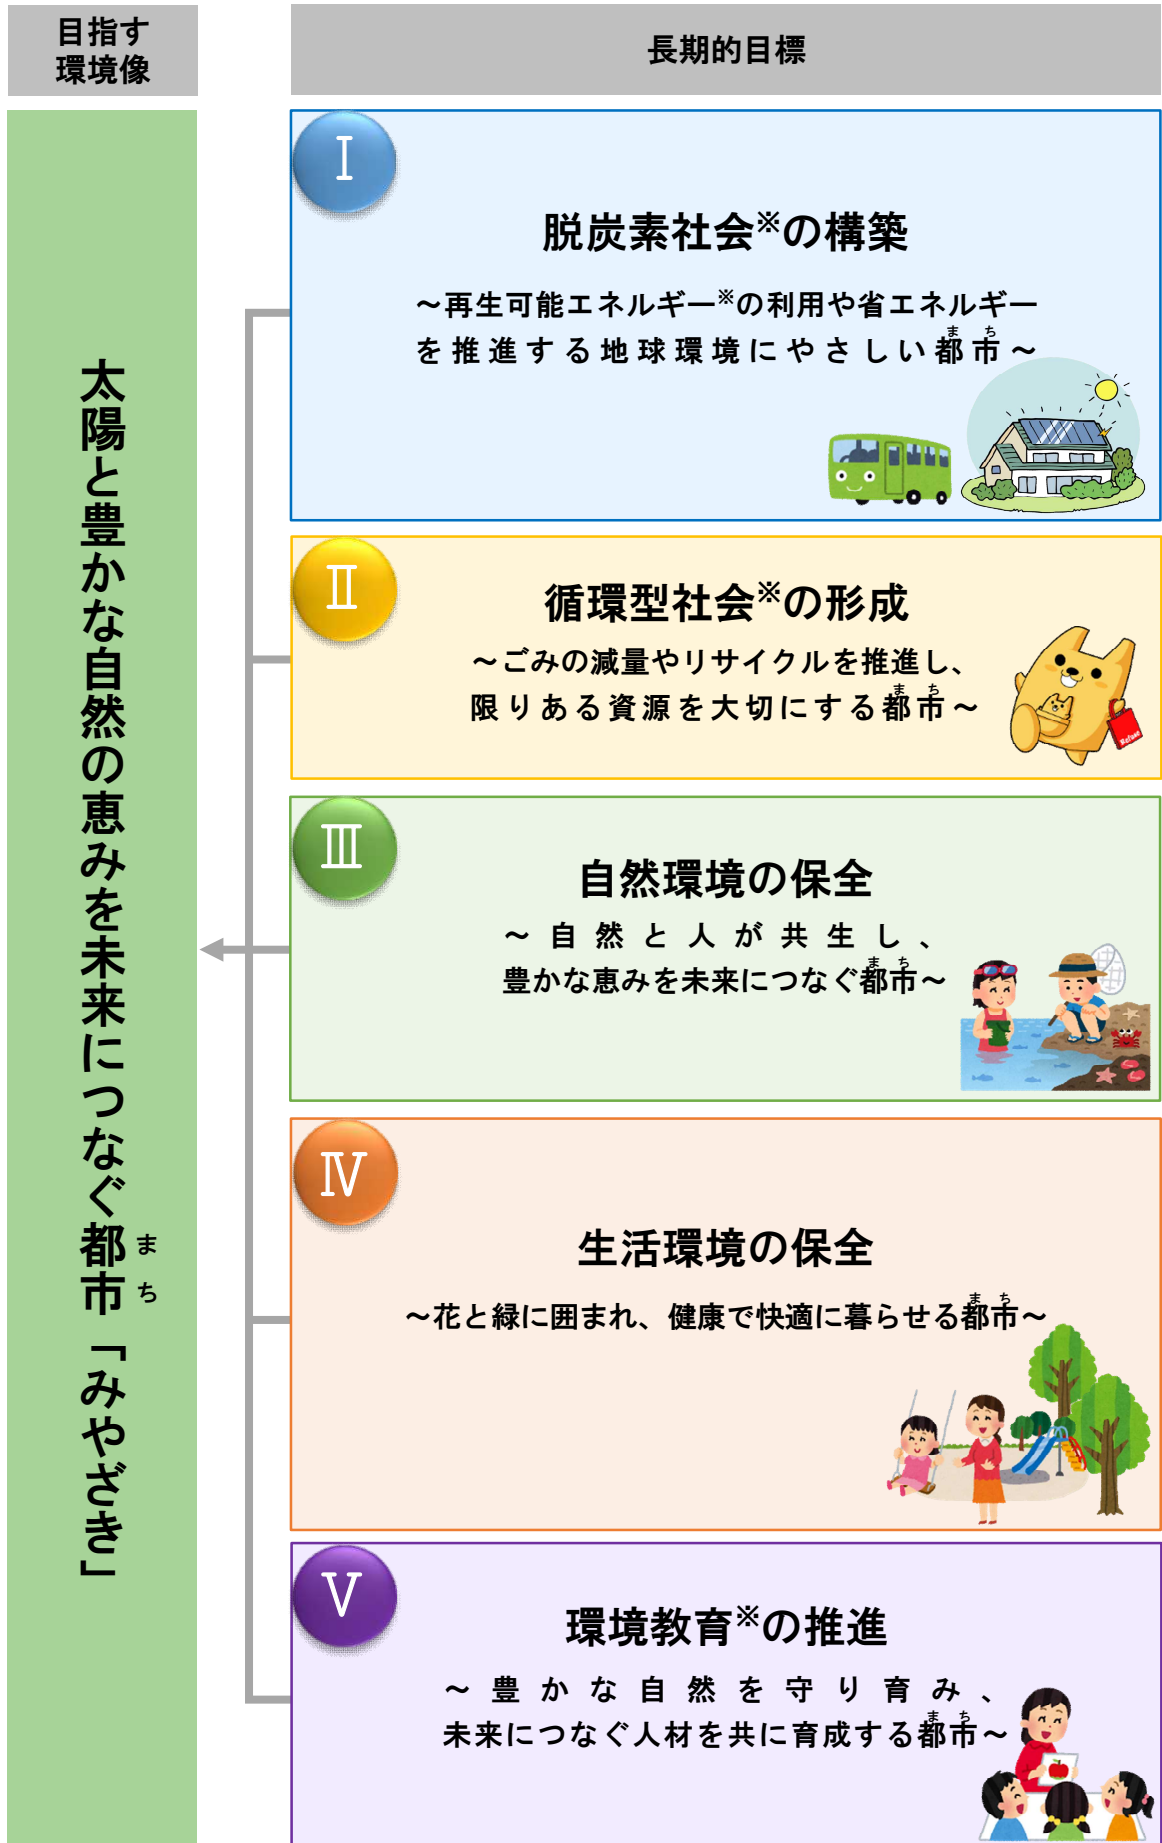 目指す
環境像
長期的目標
太陽と豊かな自然の恵みを未来につなぐ都市「みやざき」
まち
Ⅰ
脱炭素社会※の構築
～再生可能エネルギー※の利用や省エネルギー
まち
を推進する地球環境にやさしい都市～
Ⅱ
循環型社会※の形成
～ごみの減量やリサイクルを推進し、
まち
限りある資源を大切にする都市～
Refuse
Ⅲ
自然環境の保全
～自然と人が共生し、
まち
豊かな恵みを未来につなぐ都市～
Ⅳ
生活環境の保全
まち
～花と緑に囲まれ、健康で快適に暮らせる都市～
Ⅴ
環境教育※の推進
～豊かな自然を守り育み、
まち
未来につなぐ人材を共に育成する都市～